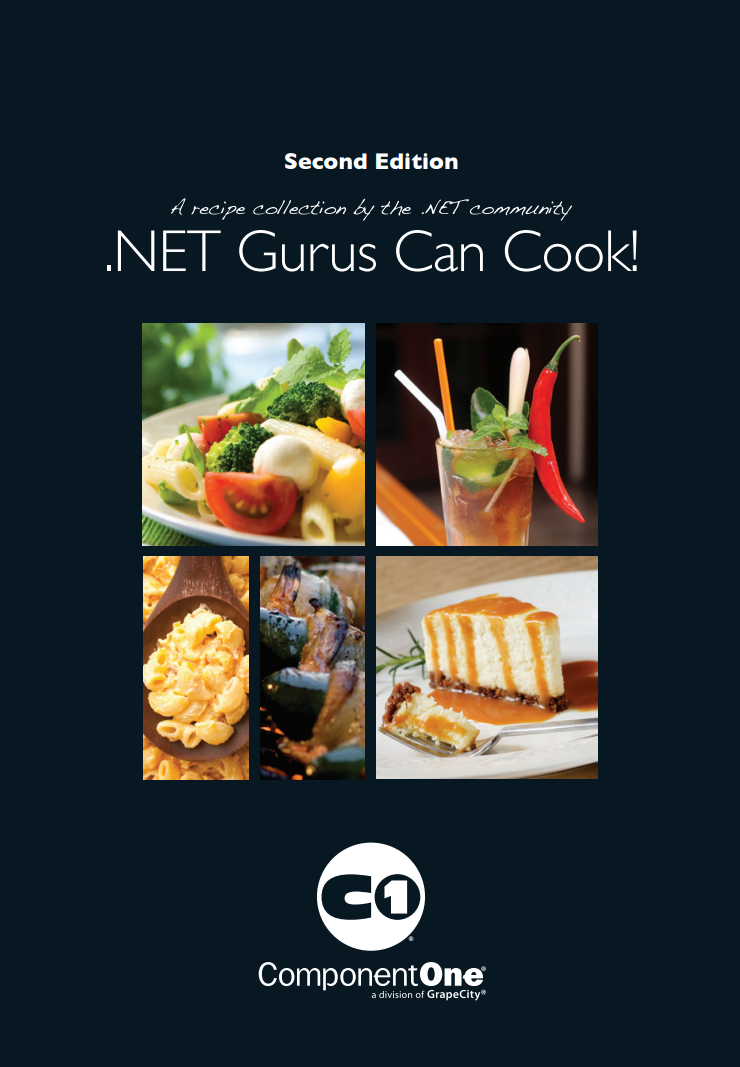 Second Edition
A recipe collection by the .NET community
.NET Gurus Can Cook!
C1®
ComponentOne®
a division of GrapeCity®